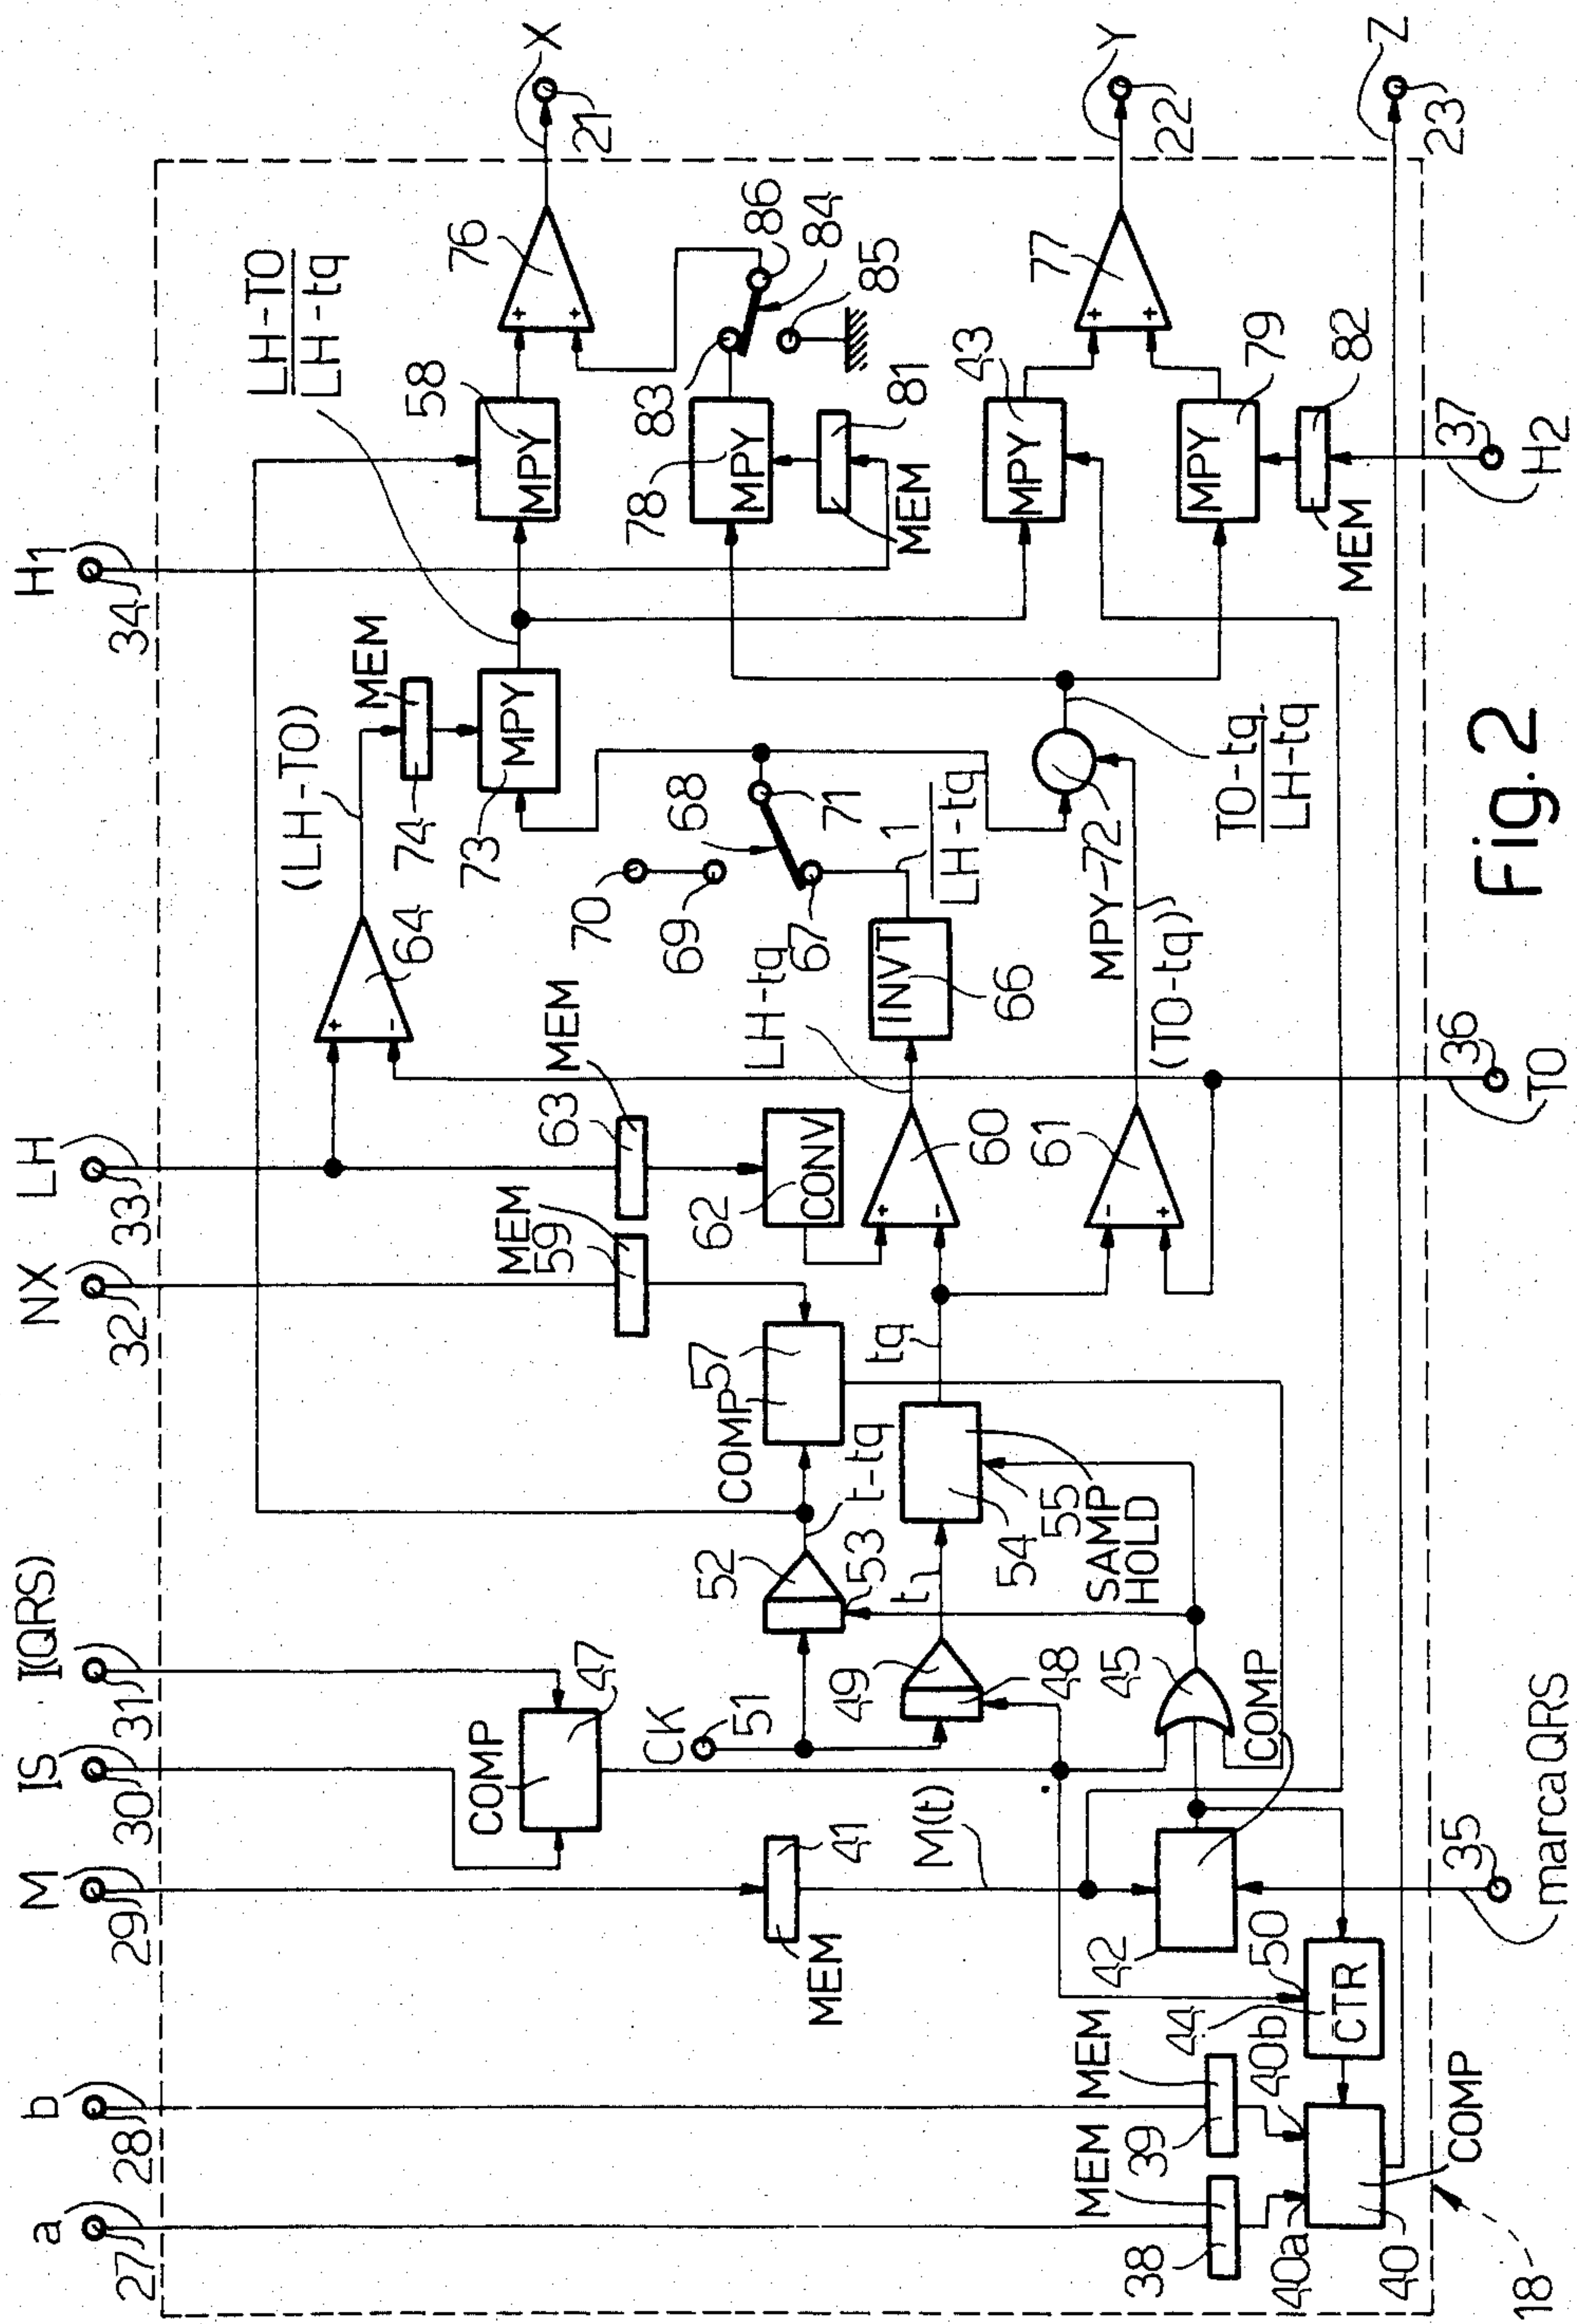 a
27
b
28
M
29
IS
30
I(QRS)
31
NX
32
LH
33
H1
34
X
21
Y
22
Z
23
(LH-TO)
64
+
-
MEM
74
MPY
73
LH-TO
LH-tq
MPY
58
76
+
+
83
86
84
85
78
MPY
81
MEM
43
MPY
77
+
+
MPY
79
82
MEM
37
H2
COMP
47
CK
51
52
53
t-tq
COMP
57
MEM
59
63
MEM
62
CONV
60
+
-
LH-tq
INVT
66
1
LH-tq
67
68
69
70
71
MPY-72
(TO-tq)
TO-tq
LH-tq
61
-
+
36
TO
tq
54
55
SAMP
HOLD
t
49
48
45
COMP
M(t)
41
MEM
42
35
marca QRS
50
44
CTR
MEM
39
40b
MEM
38
40a
40
COMP
18
Fig.2